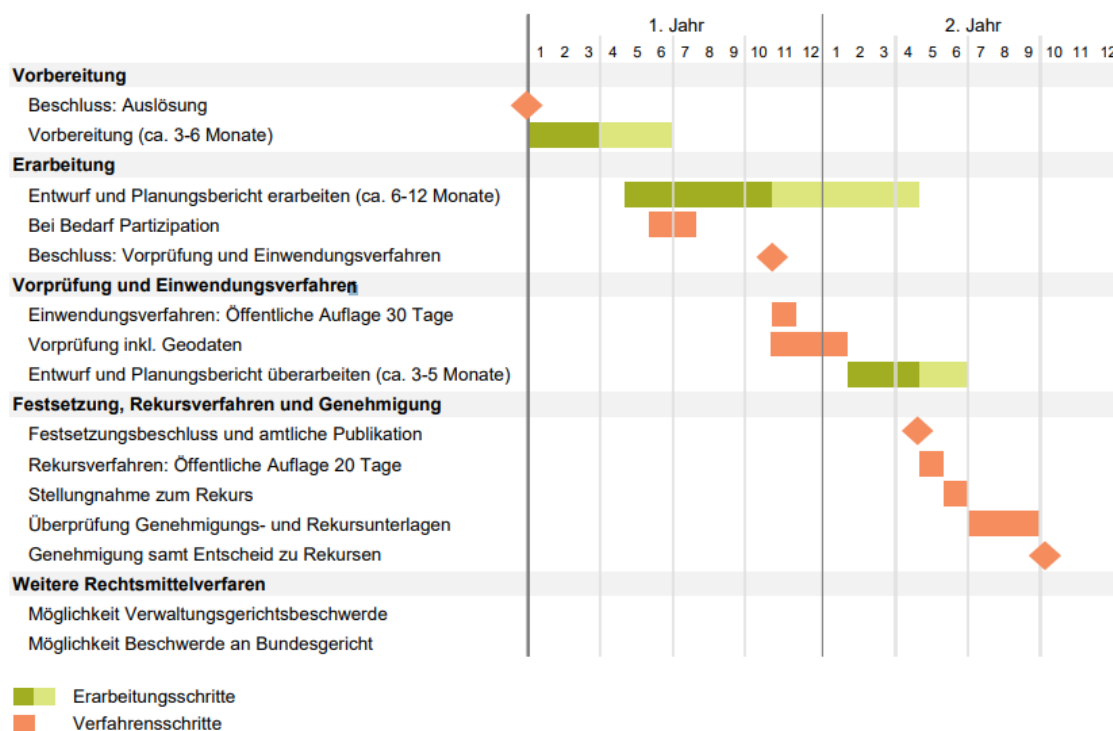 1. Jahr 2. Jahr
1 2 3 4 5 6 7 8 9 10 11 12 1 2 3 4 5 6 7 8 9 10 11 12
Vorbereitung
Beschluss: Auslösung
Vorbereitung (ca. 3-6 Monate)
Erarbeitung
Entwurf und Planungsbericht erarbeiten (ca. 6-12 Monate)
Bei Bedarf Partizipation
Beschluss: Vorprüfung und Einwendungsverfahren
Vorprüfung und Einwendungsverfahren
Einwendungsverfahren: Öffentliche Auflage 30 Tage
Vorprüfung inkl. Geodaten
Entwurf und Planungsbericht überarbeiten (ca. 3-5 Monate)
Festsetzung, Rekursverfahren und Genehmigung
Festsetzungsbeschluss und amtliche Publikation
Rekursverfahren: Öffentliche Auflage 20 Tage
Stellungnahme zum Rekurs
Überprüfung Genehmigungs- und Rekursunterlagen
Genehmigung samt Entscheid zu Rekursen
Weitere Rechtsmittelverfaren
Möglichkeit Verwaltungsgerichtsbeschwerde
Möglichkeit Beschwerde an Bundesgericht
Erarbeitungsschritte
Verfahrensschritte